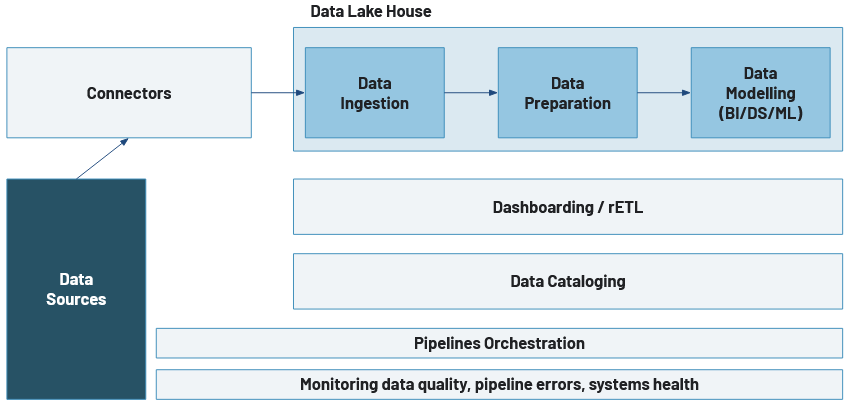 Data Lake House
Connectors
Data
Ingestion
Data
Preparation
Data
Modelling
(BI/DS/ML)
Dashboarding / rETL
Data
Sources
Data Cataloging
Pipelines Orchestration
Monitoring data quality, pipeline errors, systems health